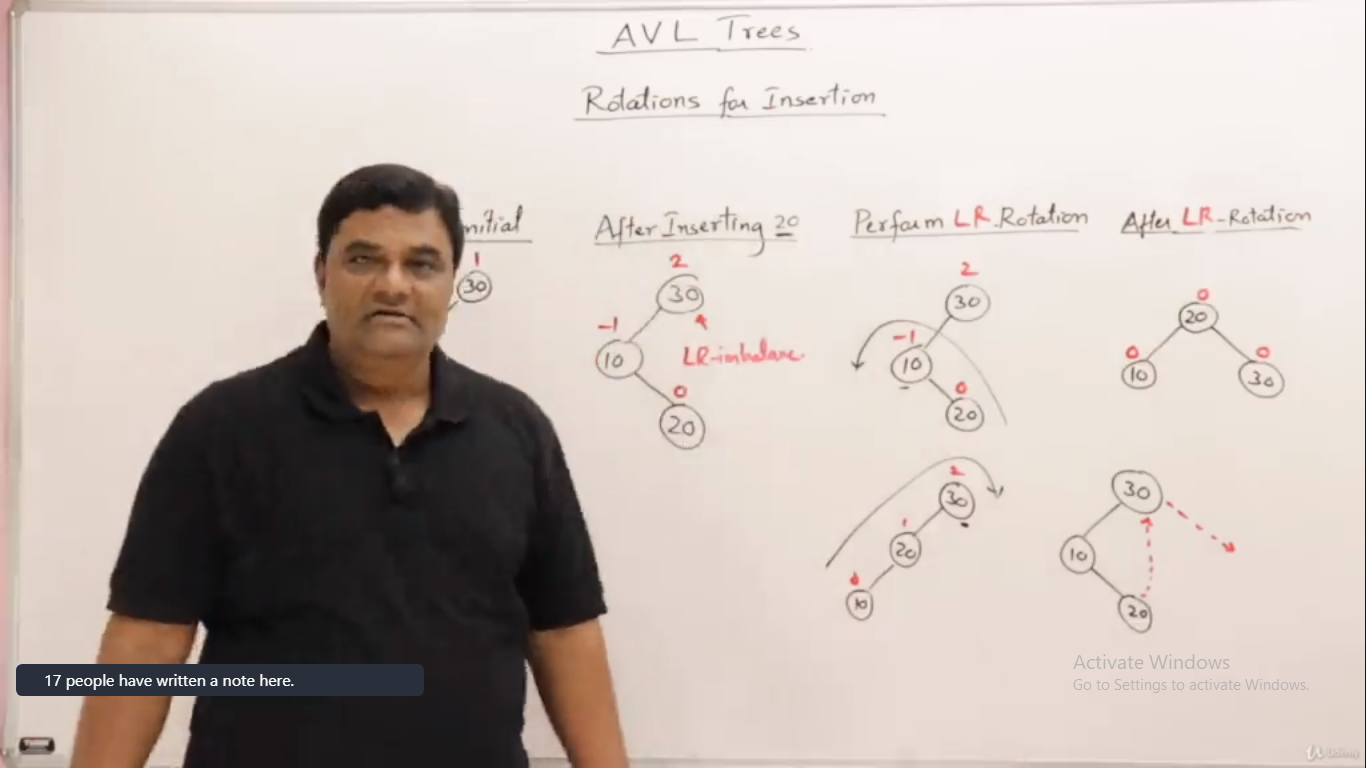 AVL Trees
Rotations for Insertion
nitial
1
30
After Inserting 20
2
30
-1
10
LR-imbalance
0
20
Perform LR Rotation
2
30
-1
10
0
20
2
30
1
20
0
10
After LR-Rotation
0
20
0
10
0
30
30
10
20
17 people have written a note here.
Activate Windows
Go to Settings to activate Windows.
Udemy